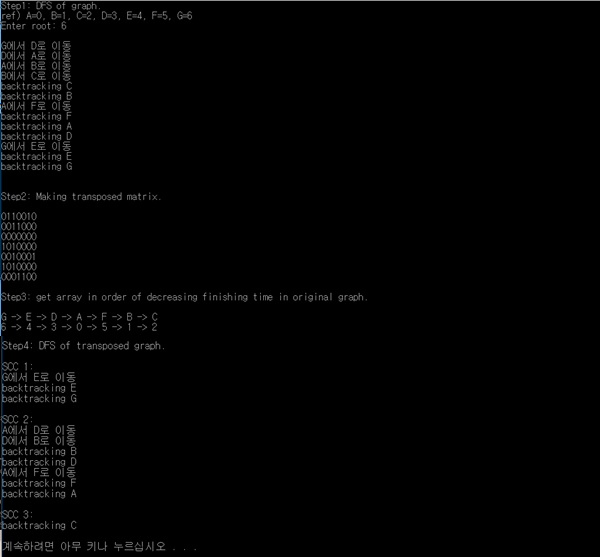 Step1: DFS of graph.
ref) A=0, B=1, C=2, D=3, E=4, F=5, G=6
Enter root: 6
G에서 D로 이동
D에서 A로 이동
A에서 B로 이동
B에서 C로 이동
backtracking C
backtracking B
A에서 F로 이동
backtracking F
backtracking A
backtracking D
G에서 E로 이동
backtracking E
backtracking G
Step2: Making transposed matrix.
0110010
0011000
0000000
1010000
0010001
1010000
0001100
Step3: get array in order of decreasing finishing time in original graph.
G -> E -> D -> A -> F -> B -> C
6 -> 4 -> 3 -> 0 -> 5 -> 1 -> 2
Step4: DFS of transposed graph.
SCC 1:
G에서 E로 이동
backtracking E
backtracking G
SCC 2:
A에서 D로 이동
D에서 B로 이동
backtracking B
backtracking D
A에서 F로 이동
backtracking F
backtracking A
SCC 3:
backtracking C
계속하려면 아무 키나 누르십시오 . . .